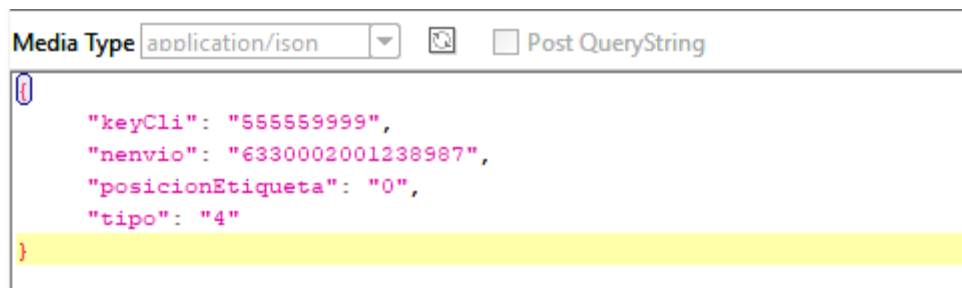 Media Type application/json Post QueryString
{
"keyCli": "555559999",
"nenvio": "6330002001238987",
"posicionEtiqueta": "0",
"tipo": "4"
}